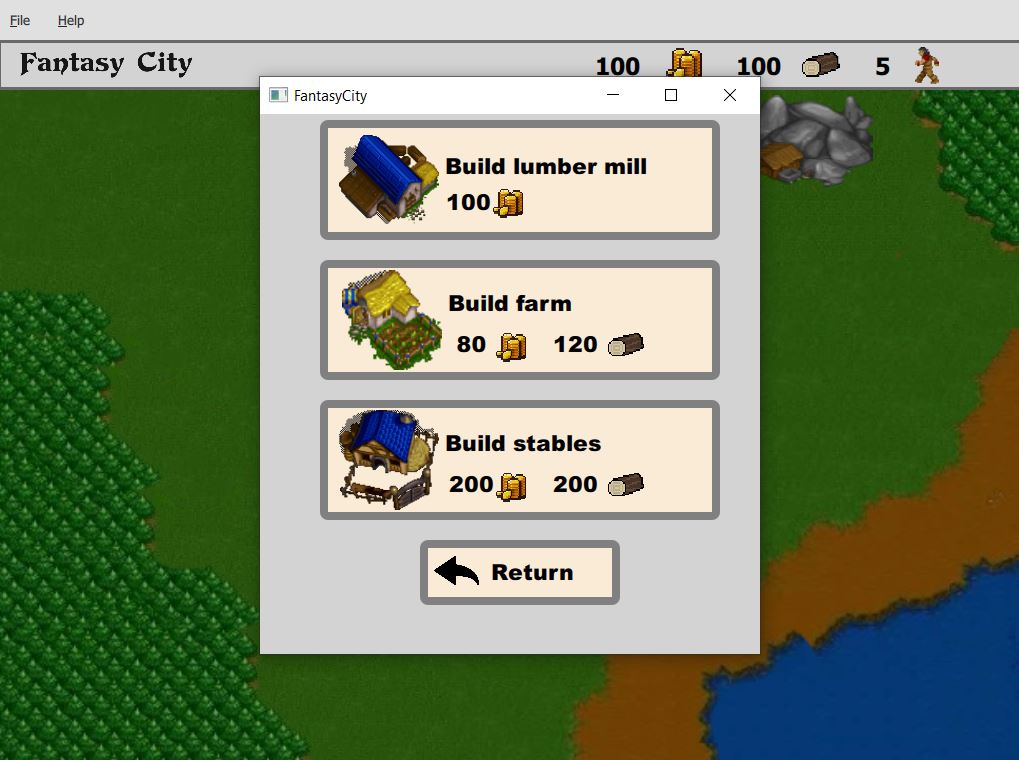 File Help
Fantasy City 100 100 5
FantasyCity
Build lumber mill
100
Build farm
80 120
Build stables
200 200
Return